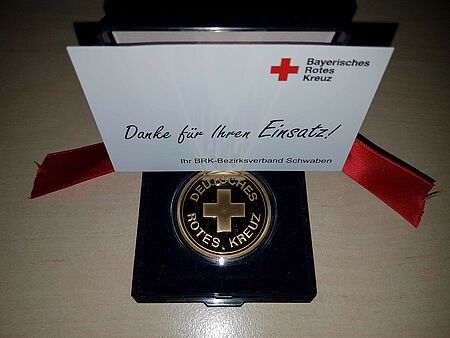 Bayerisches
Rotes
Kreuz
Danke für Ihren Einsatz!
Ihr BRK-Bezirksverband Schwaben
DEUTSCHES
ROTES KREUZ